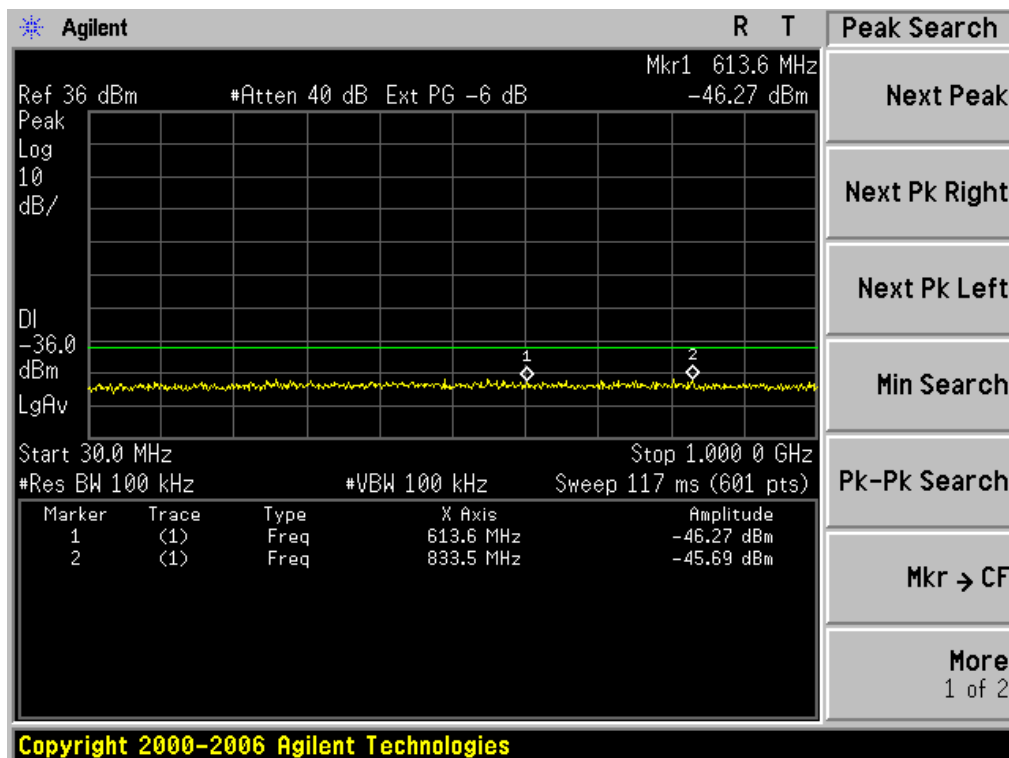 Agilent R T
Peak Search
Mkr1 613.6 MHz
Ref 36 dBm #Atten 40 dB Ext PG -6 dB -46.27 dBm
Peak
Log
10
dB/
DI
-36.0
dBm
LgAv
1 2
Start 30.0 MHz Stop 1.000 0 GHz
#Res BW 100 kHz #VBW 100 kHz Sweep 117 ms (601 pts)
Marker Trace Type X Axis Amplitude
1 (1) Freq 613.6 MHz -46.27 dBm
2 (1) Freq 833.5 MHz -45.69 dBm
Next Peak
Next Pk Right
Next Pk Left
Min Search
Pk-Pk Search
Mkr → CF
More
1 of 2
Copyright 2000-2006 Agilent Technologies